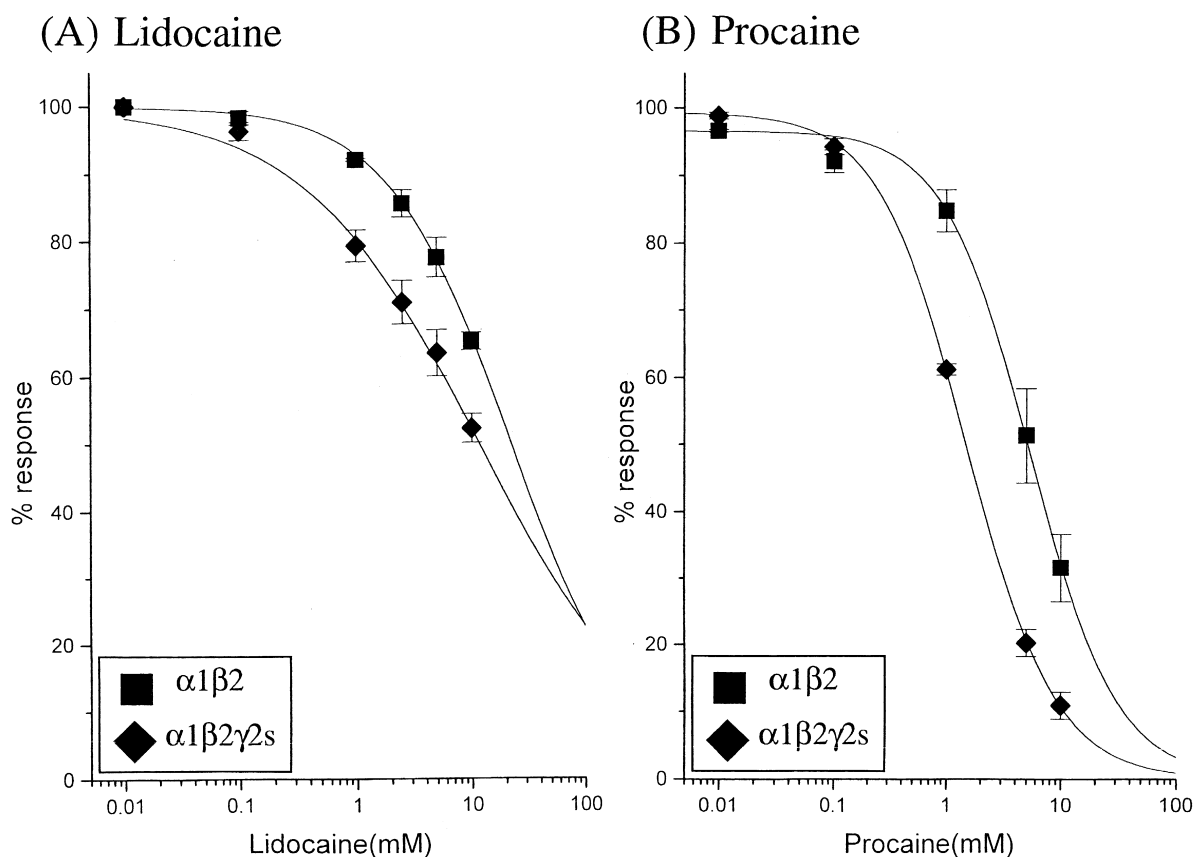 (A) Lidocaine
% response
100
80
60
40
20
0
α1β2
α1β2γ2s
0.01 0.1 1 10 100
Lidocaine(mM)
(B) Procaine
% response
100
80
60
40
20
0
α1β2
α1β2γ2s
0.01 0.1 1 10 100
Procaine(mM)